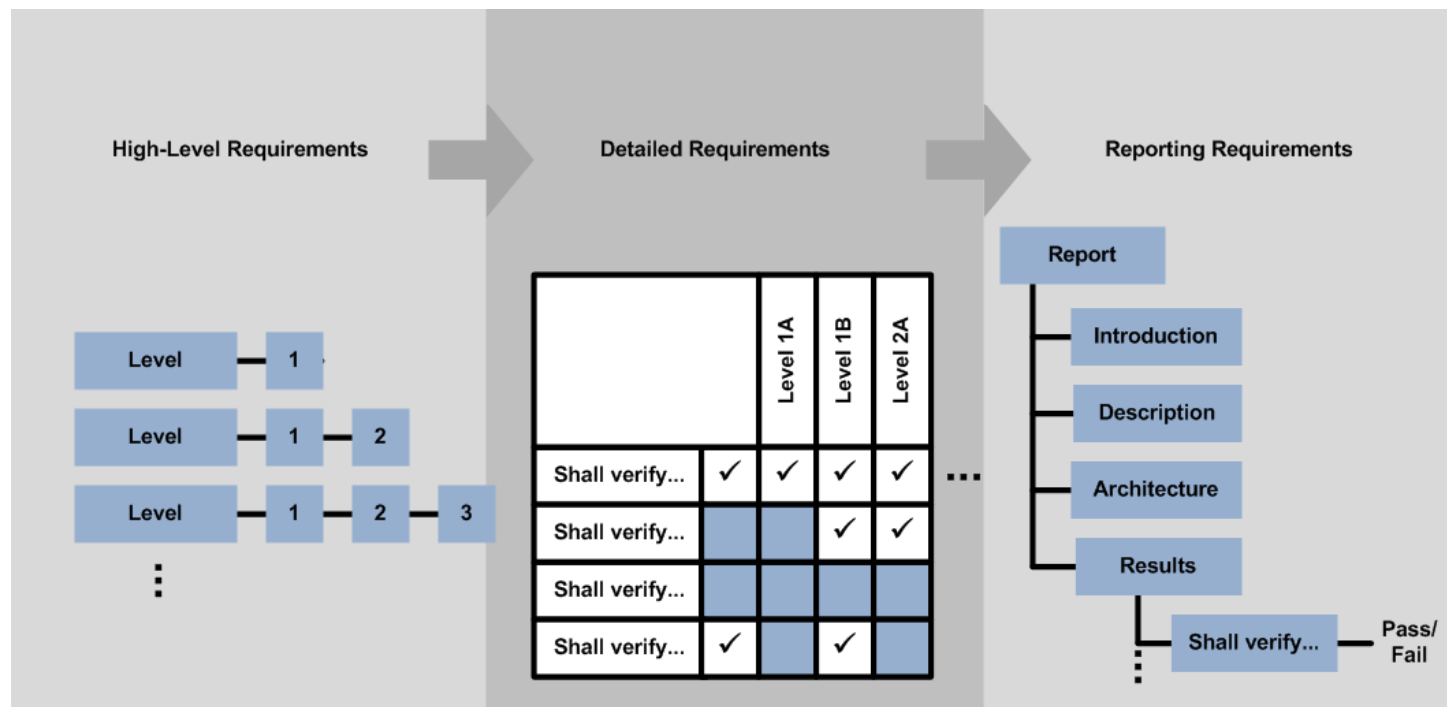 High-Level Requirements
Detailed Requirements
Reporting Requirements
Level 1
Level 1 2
Level 1 2 3
⋮
Level 1A
Level 1B
Level 2A
Shall verify... ✓ ✓ ✓ ✓ ...
Shall verify... ✓ ✓
Shall verify...
Shall verify... ✓ ✓
Report
Introduction
Description
Architecture
Results
Shall verify...
Pass/
Fail
⋮